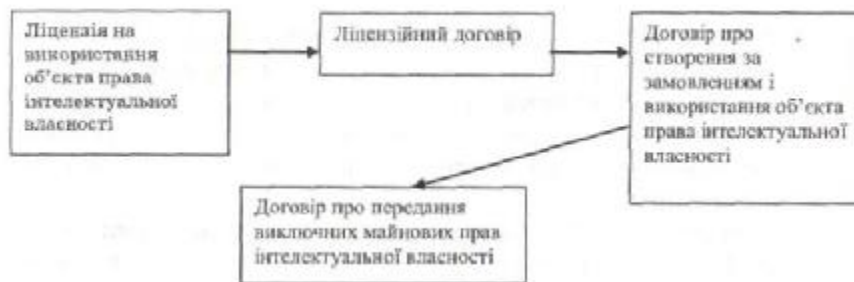 Ліцензія на
використання
об'єкта права
інтелектуальної
власності
Ліцензійний договір
Договір про
створення за
замовленням і
використання об'єкта
права інтелектуальної
власності
Договір про передання
виключних майнових прав
інтелектуальної власності